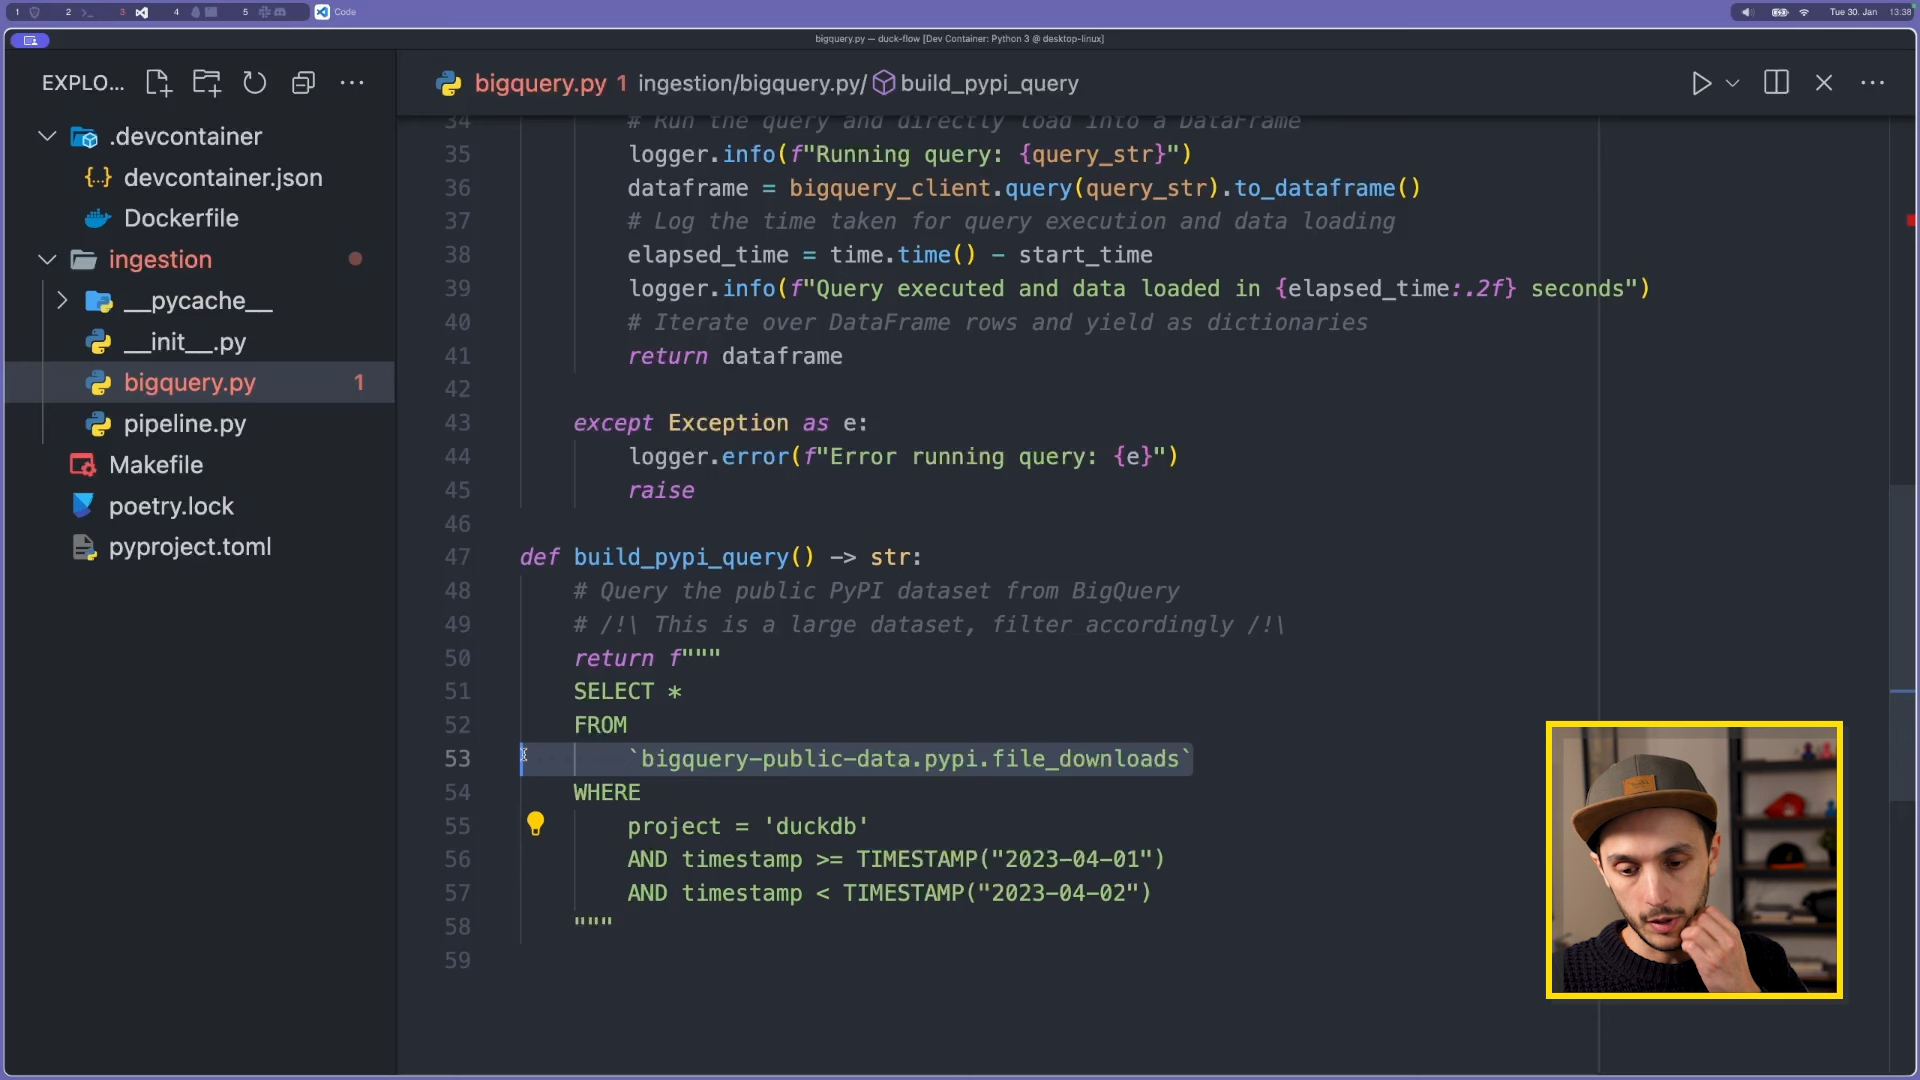 1 2 3 4 5 Code
Tue 30. Jan 13:38
bigquery.py — duck-flow [Dev Container: Python 3 @ desktop-linux]
EXPLO...
bigquery.py 1 ingestion/bigquery.py/ build_pypi_query
.devcontainer
devcontainer.json
Dockerfile
ingestion
__pycache__
__init__.py
bigquery.py 1
pipeline.py
Makefile
poetry.lock
pyproject.toml
34 # Run the query and directly load into a DataFrame
35 logger.info(f"Running query: {query_str}")
36 dataframe = bigquery_client.query(query_str).to_dataframe()
37 # Log the time taken for query execution and data loading
38 elapsed_time = time.time() - start_time
39 logger.info(f"Query executed and data loaded in {elapsed_time:.2f} seconds")
40 # Iterate over DataFrame rows and yield as dictionaries
41 return dataframe
42
43 except Exception as e:
44 logger.error(f"Error running query: {e}")
45 raise
46
47 def build_pypi_query() -> str:
48 # Query the public PyPI dataset from BigQuery
49 # /!\ This is a large dataset, filter accordingly /!\
50 return f"""
51 SELECT *
52 FROM
53 `bigquery-public-data.pypi.file_downloads`
54 WHERE
55 project = 'duckdb'
56 AND timestamp >= TIMESTAMP("2023-04-01")
57 AND timestamp < TIMESTAMP("2023-04-02")
58 """
59